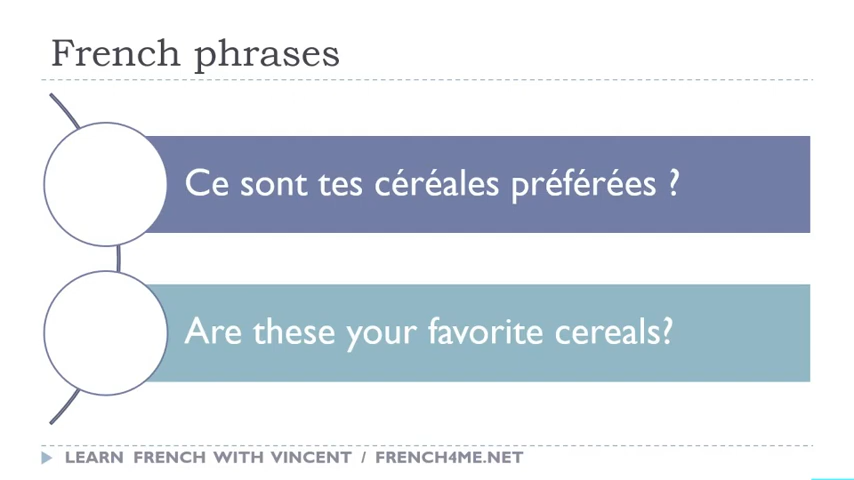 French phrases
Ce sont tes céréales préférées ?
Are these your favorite cereals?
LEARN FRENCH WITH VINCENT / FRENCH4ME.NET